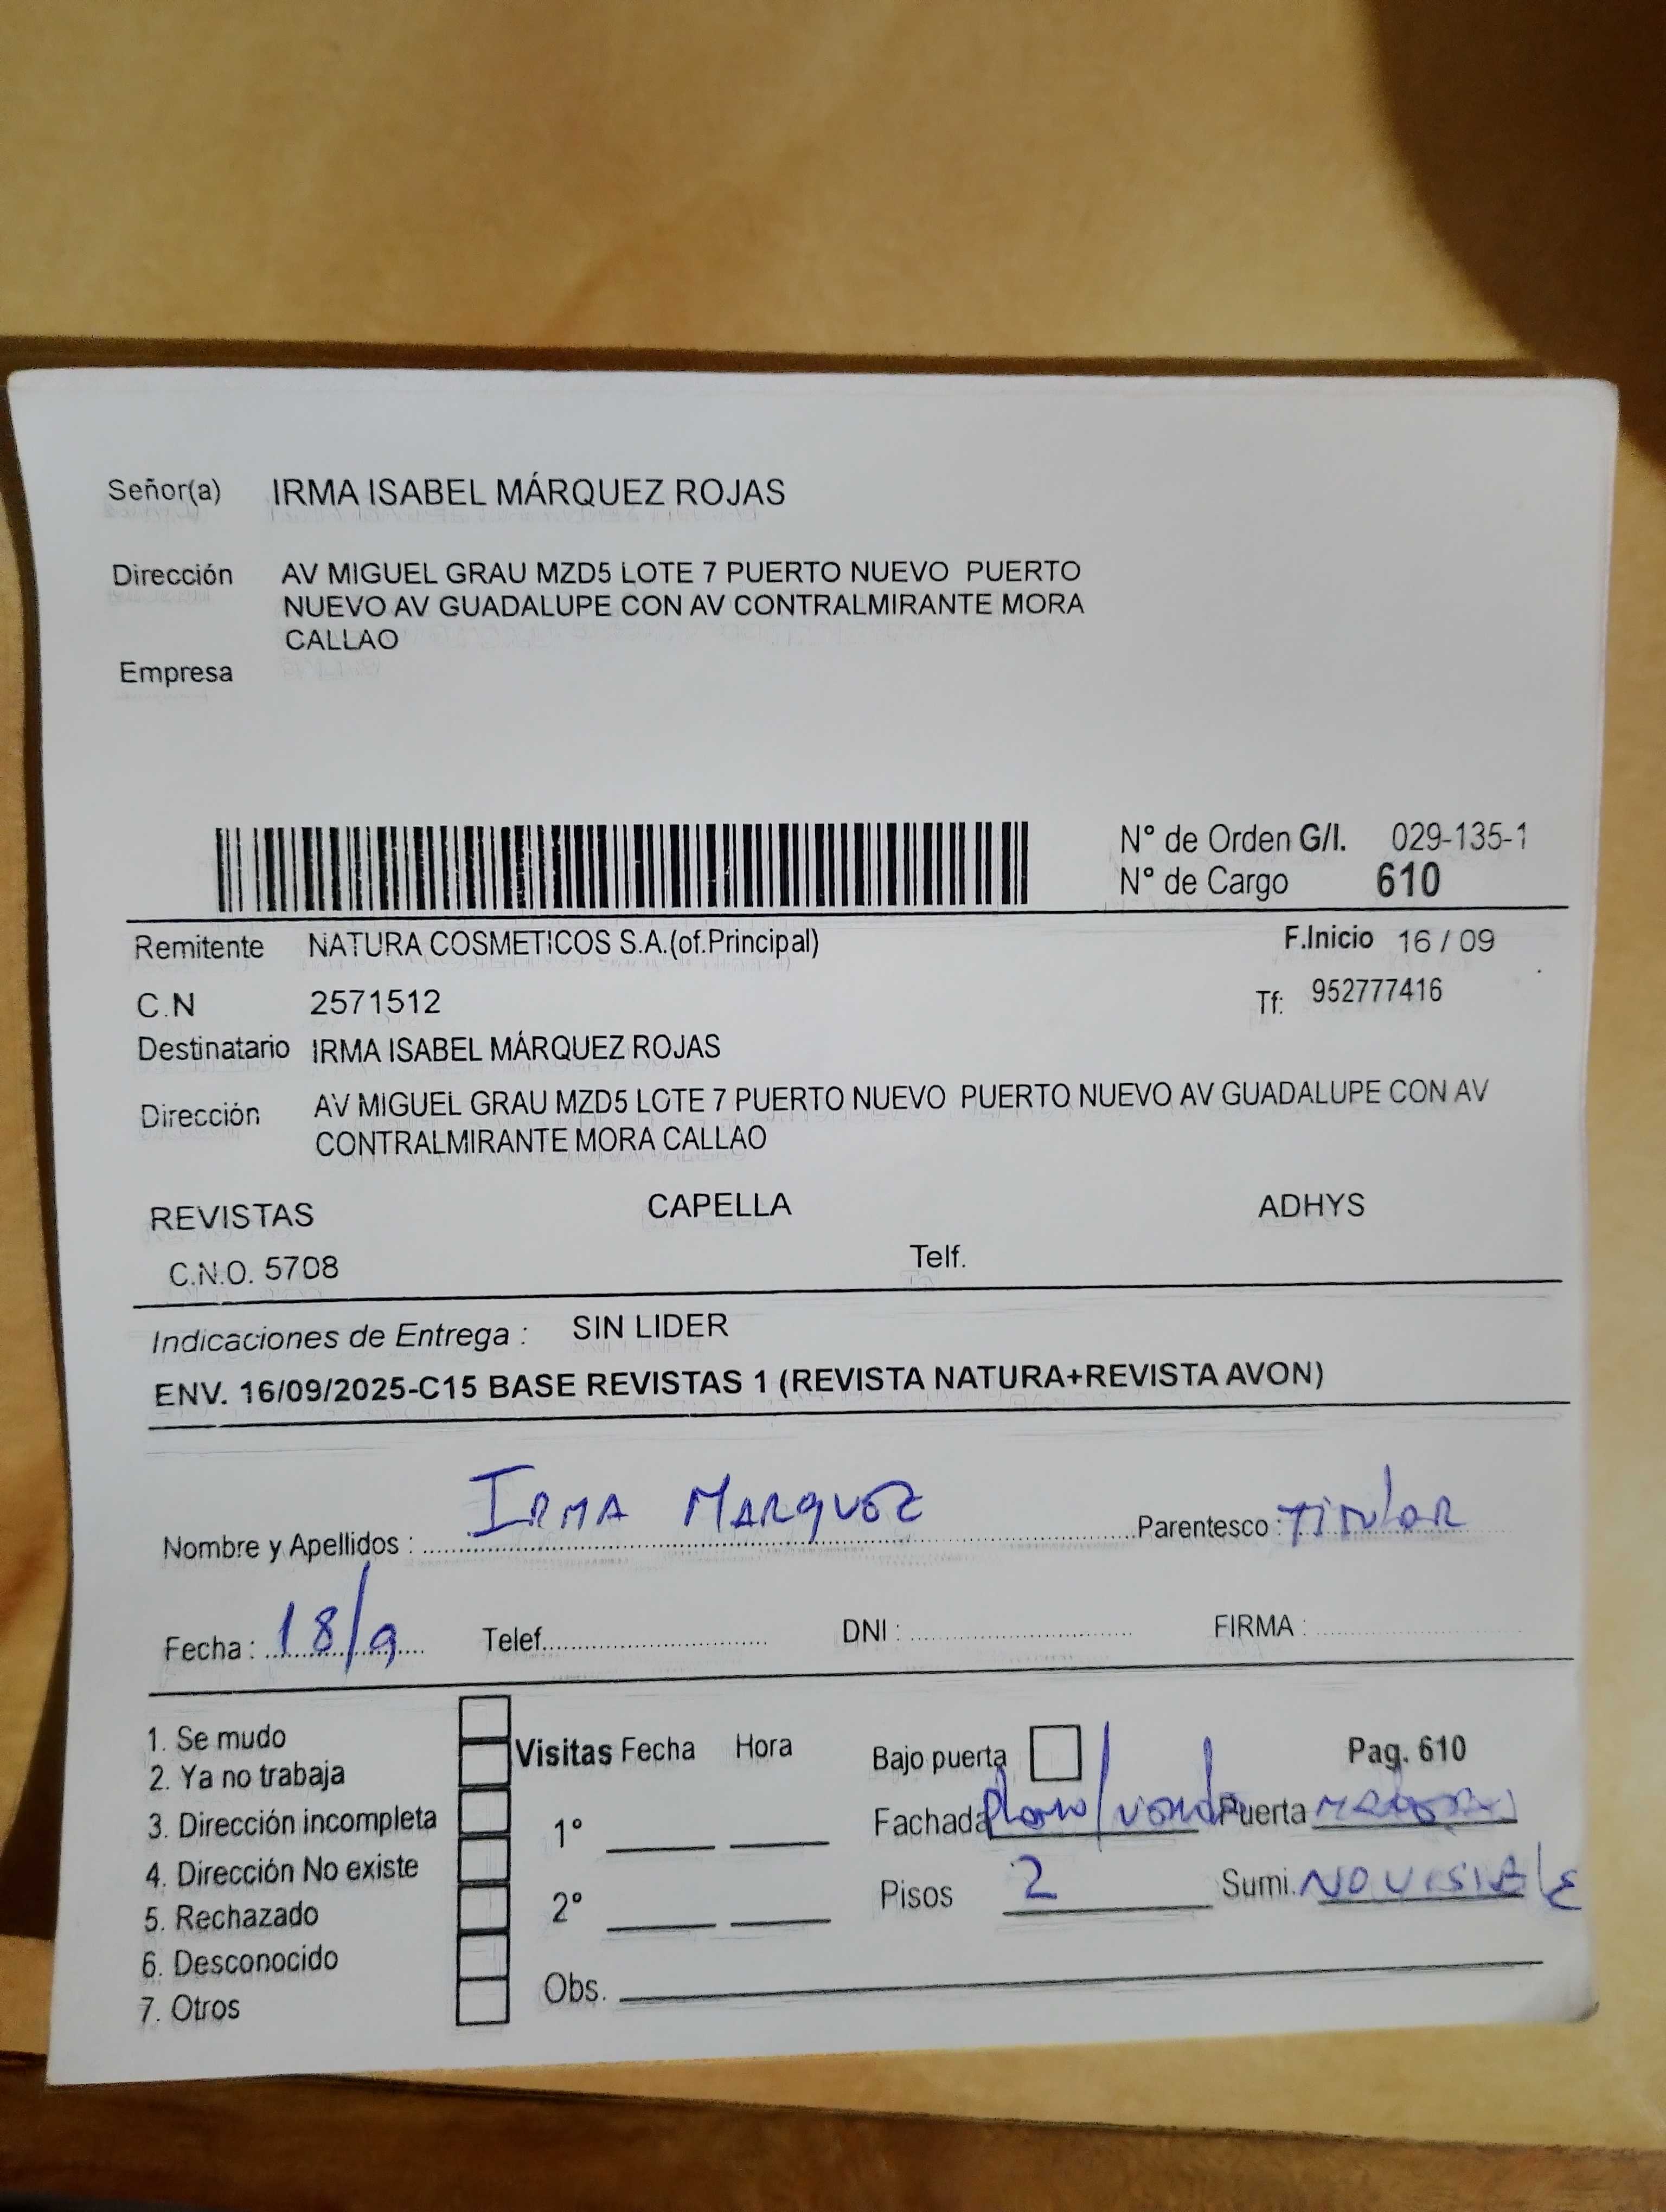 Señor(a) IRMA ISABEL MÁRQUEZ ROJAS
Dirección AV MIGUEL GRAU MZD5 LOTE 7 PUERTO NUEVO PUERTO
NUEVO AV GUADALUPE CON AV CONTRALMIRANTE MORA
CALLAO
Empresa
N° de Orden G/I. 029-135-1
N° de Cargo 610
Remitente NATURA COSMETICOS S.A.(of.Principal) F.Inicio 16 / 09
C.N 2571512 Tf: 952777416
Destinatario IRMA ISABEL MÁRQUEZ ROJAS
Dirección AV MIGUEL GRAU MZD5 LOTE 7 PUERTO NUEVO PUERTO NUEVO AV GUADALUPE CON AV
CONTRALMIRANTE MORA CALLAO
REVISTAS CAPELLA ADHYS
C.N.O. 5708 Telf.
Indicaciones de Entrega : SIN LIDER
ENV. 16/09/2025-C15 BASE REVISTAS 1 (REVISTA NATURA+REVISTA AVON)
Nombre y Apellidos : IRMA MARQUEZ Parentesco : TITULAR
Fecha : 18/9 Telef. DNI : FIRMA :
1. Se mudo
2. Ya no trabaja
3. Dirección incompleta
4. Dirección No existe
5. Rechazado
6. Desconocido
7. Otros
Visitas Fecha Hora
1°
2°
Obs.
Bajo puerta Pag. 610
Fachada Puerta
Pisos 2 Sumi. NO VISIBLE